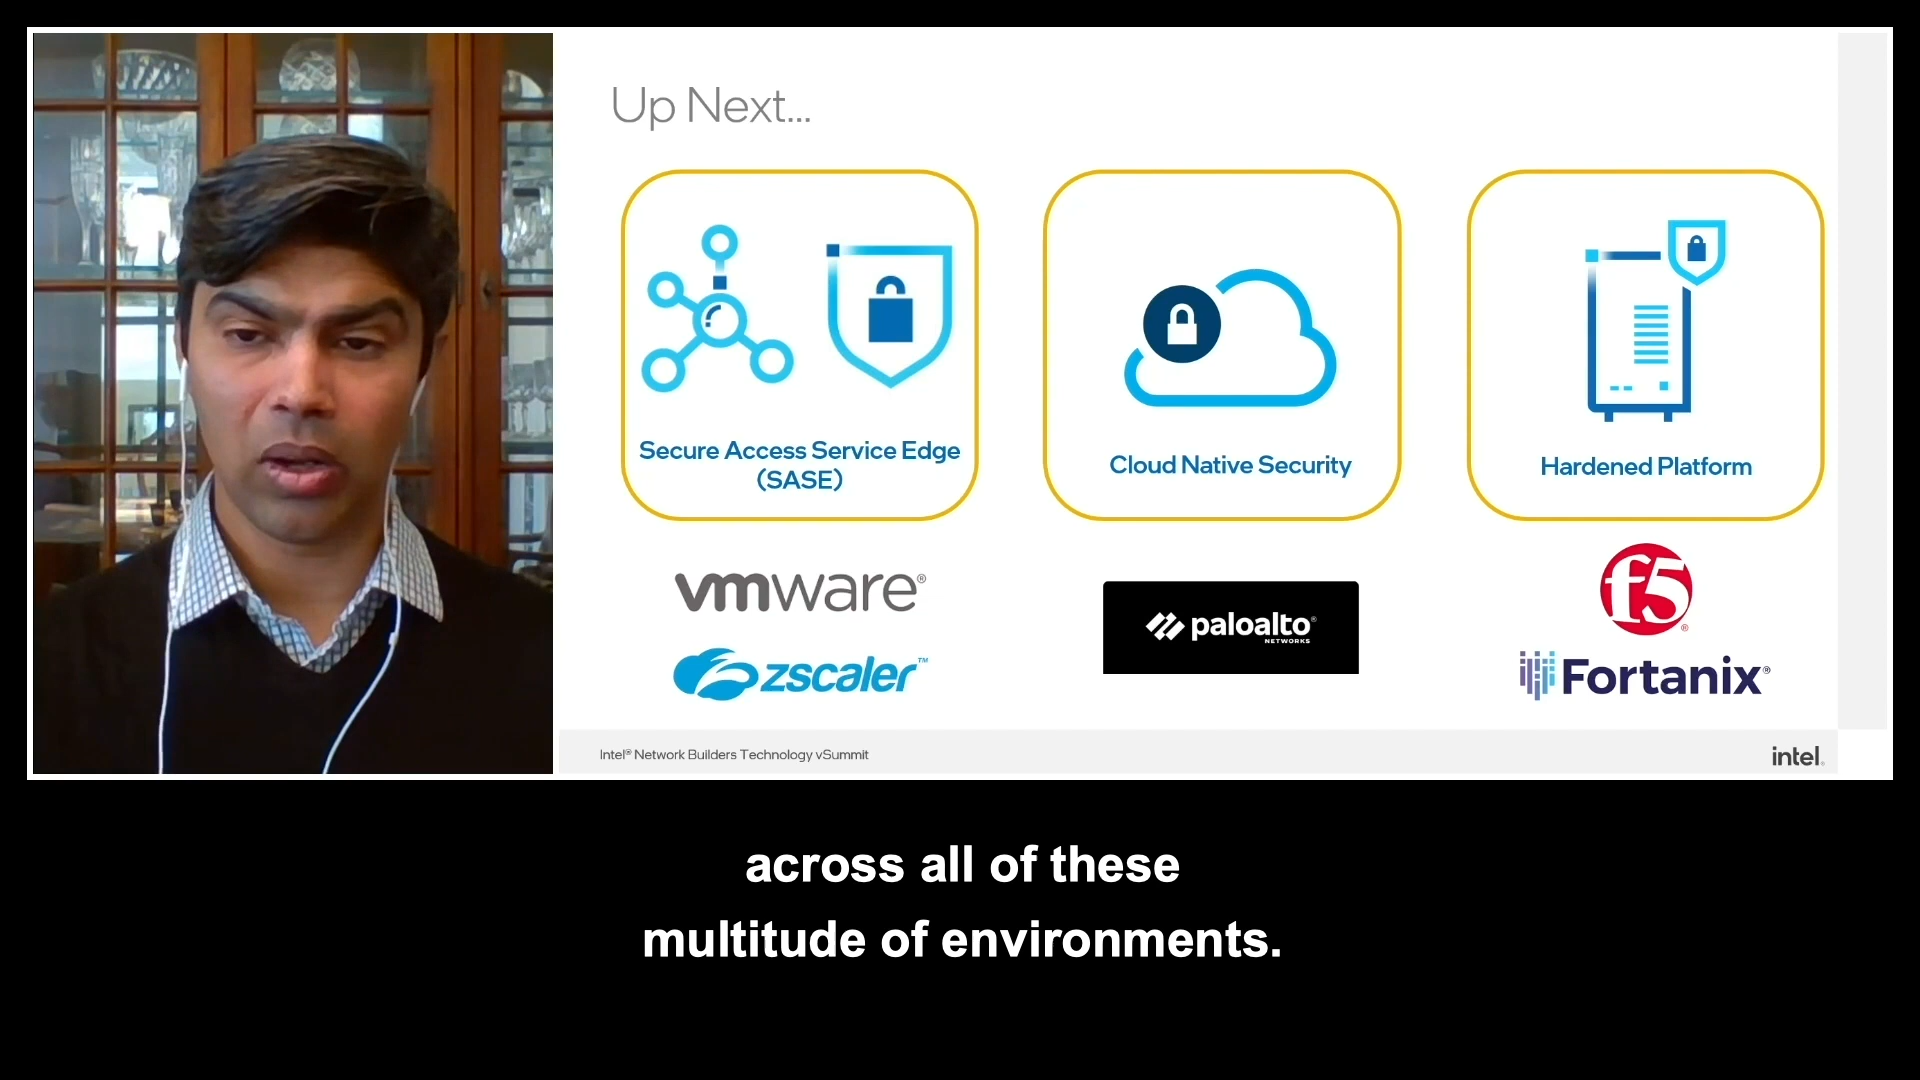 Up Next...
Secure Access Service Edge
(SASE)
Cloud Native Security
Hardened Platform
vmware®
zscaler™
paloalto®
NETWORKS
f5®
Fortanix®
Intel® Network Builders Technology vSummit
intel.
across all of these
multitude of environments.